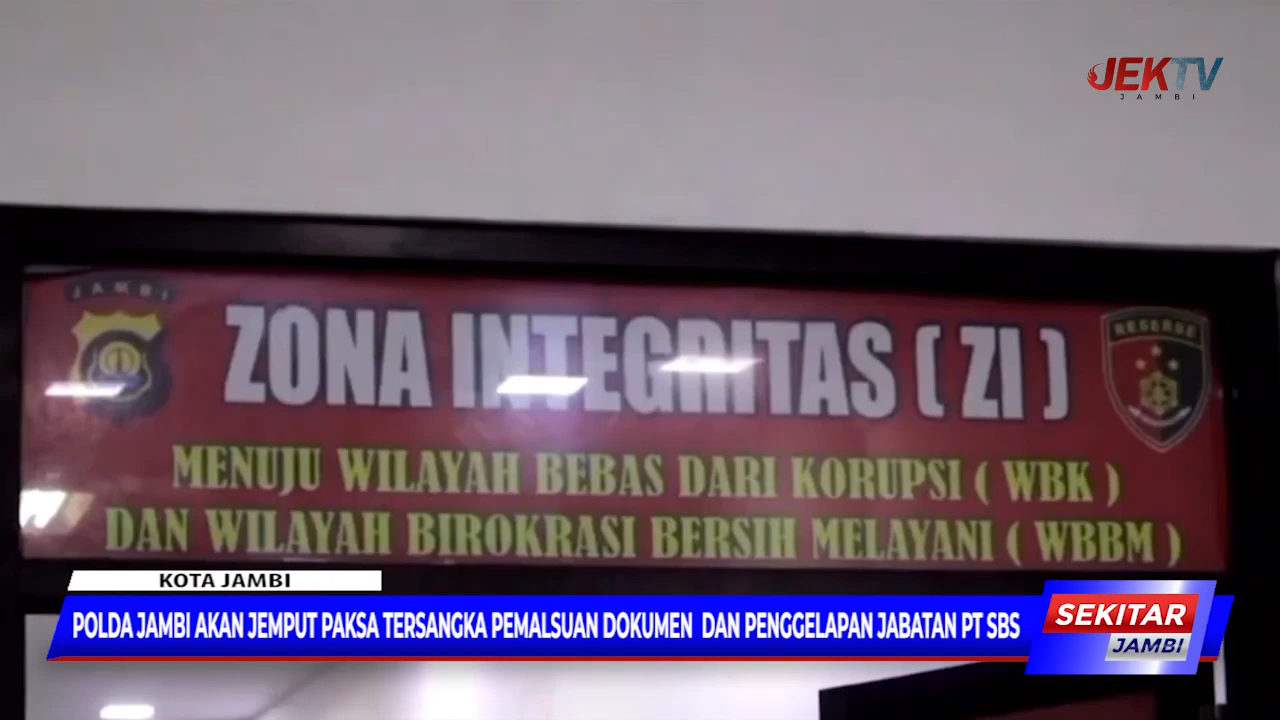 JEKTV
JAMBI
JAMBI
ZONA INTEGRITAS ( ZI )
RESERSE
MENUJU WILAYAH BEBAS DARI KORUPSI ( WBK )
DAN WILAYAH BIROKRASI BERSIH MELAYANI ( WBBM )
KOTA JAMBI
POLDA JAMBI AKAN JEMPUT PAKSA TERSANGKA PEMALSUAN DOKUMEN DAN PENGGELAPAN JABATAN PT SBS
SEKITAR
JAMBI